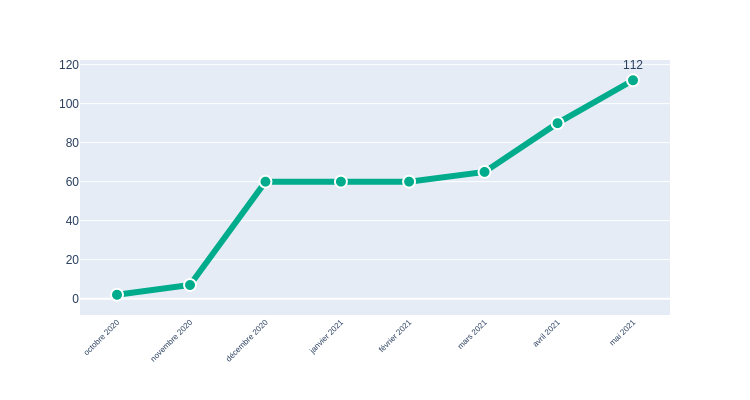 120
112
100
80
60
40
20
0
octobre 2020
novembre 2020
décembre 2020
janvier 2021
février 2021
mars 2021
avril 2021
mai 2021